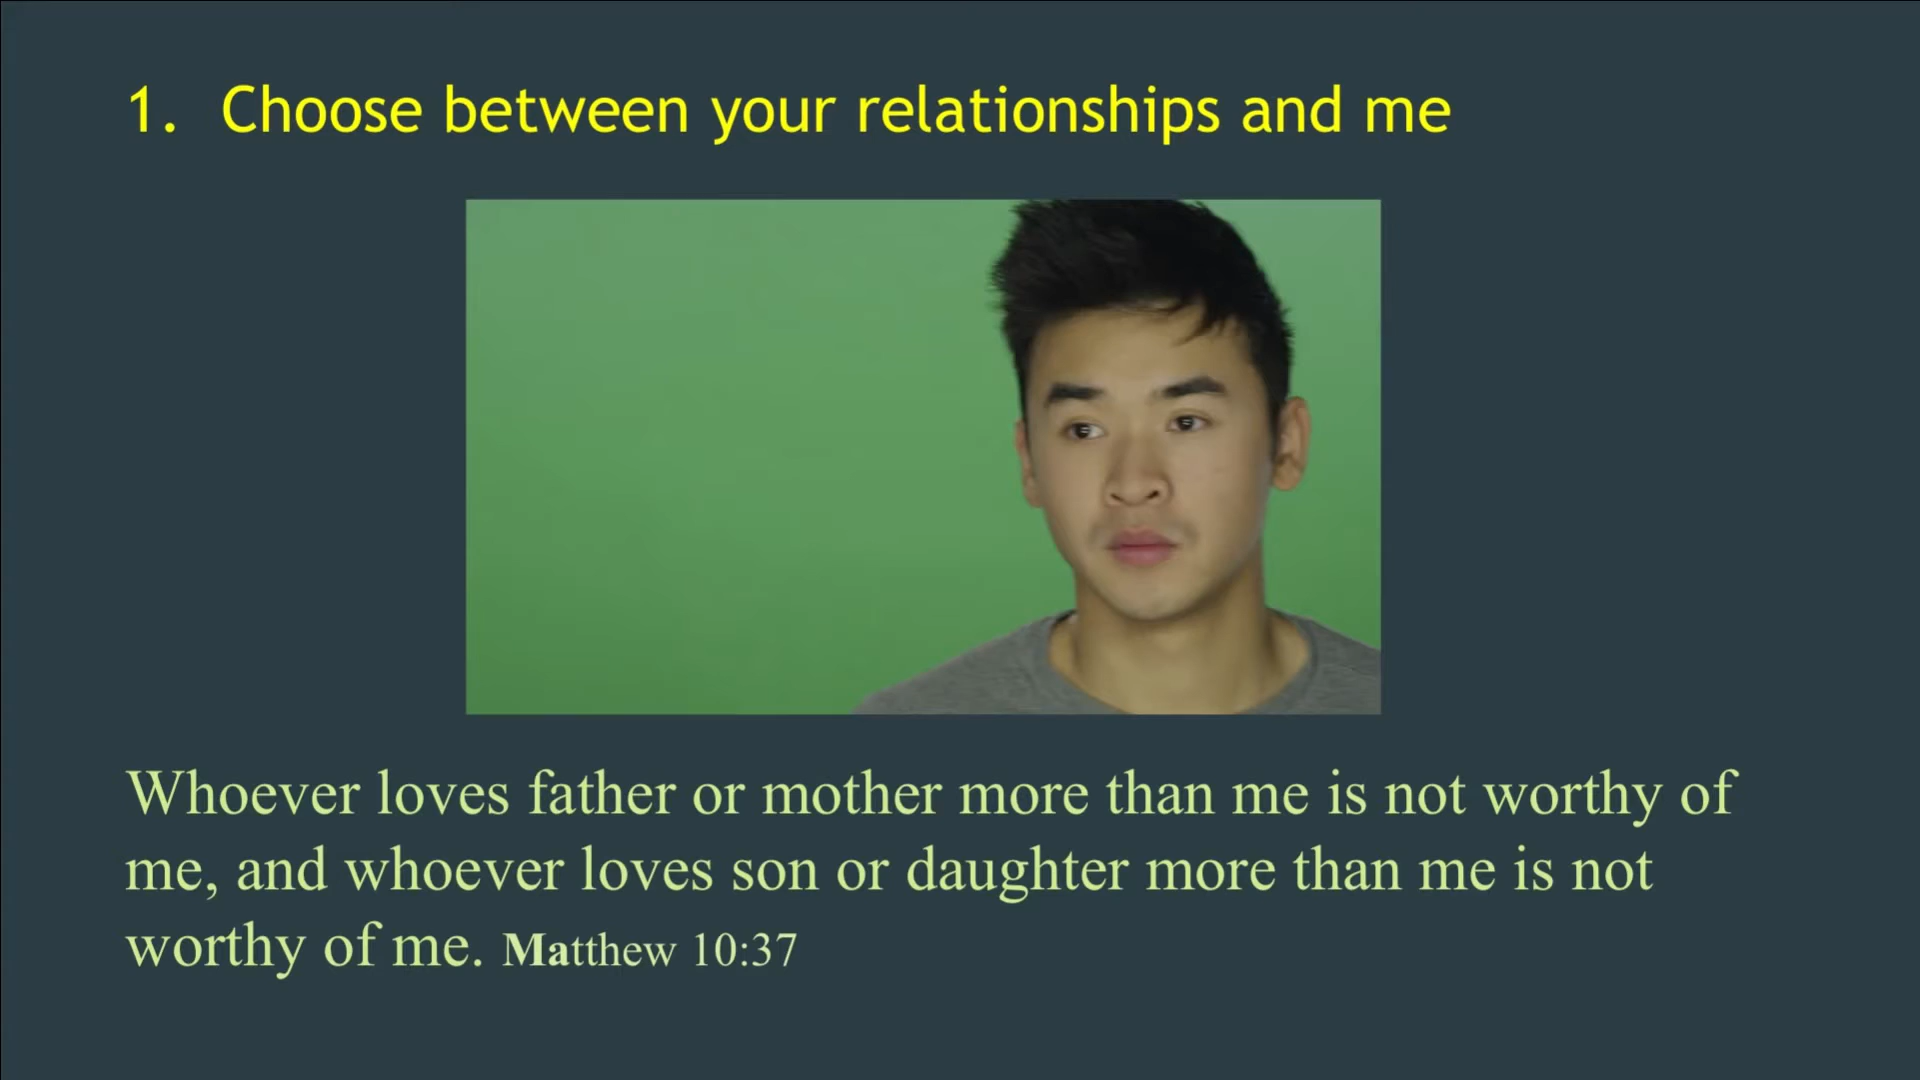 1. Choose between your relationships and me
Whoever loves father or mother more than me is not worthy of
me, and whoever loves son or daughter more than me is not
worthy of me. Matthew 10:37